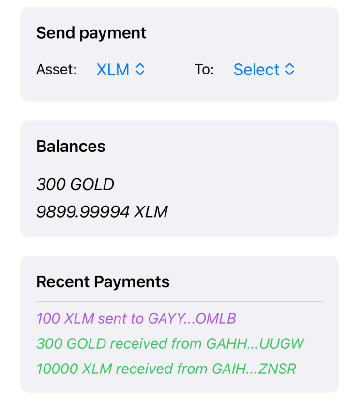 Send payment
Asset: XLM To: Select
Balances
300 GOLD
9899.99994 XLM
Recent Payments
100 XLM sent to GAYY...OMLB
300 GOLD received from GAHH...UUGW
10000 XLM received from GAIH...ZNSR